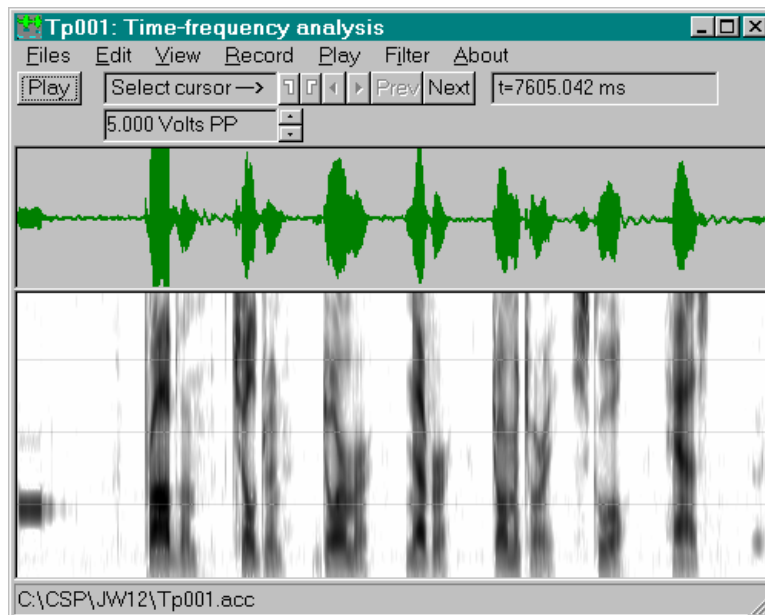 Tp001: Time-frequency analysis
Files Edit View Record Play Filter About
Play Select cursor --> Prev Next t=7605.042 ms
5.000 Volts PP
C:\CSP\JW12\Tp001.acc